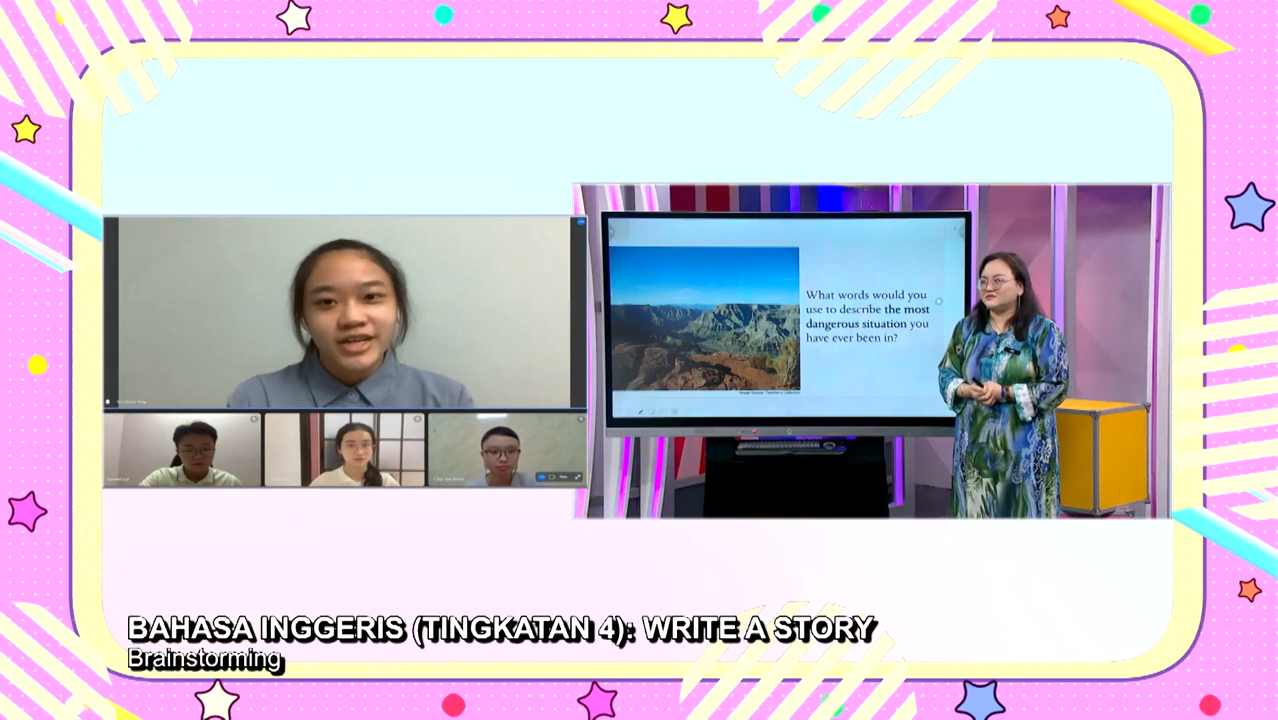 What words would you
use to describe the most
dangerous situation you
have ever been in?
BAHASA INGGERIS (TINGKATAN 4): WRITE A STORY
Brainstorming